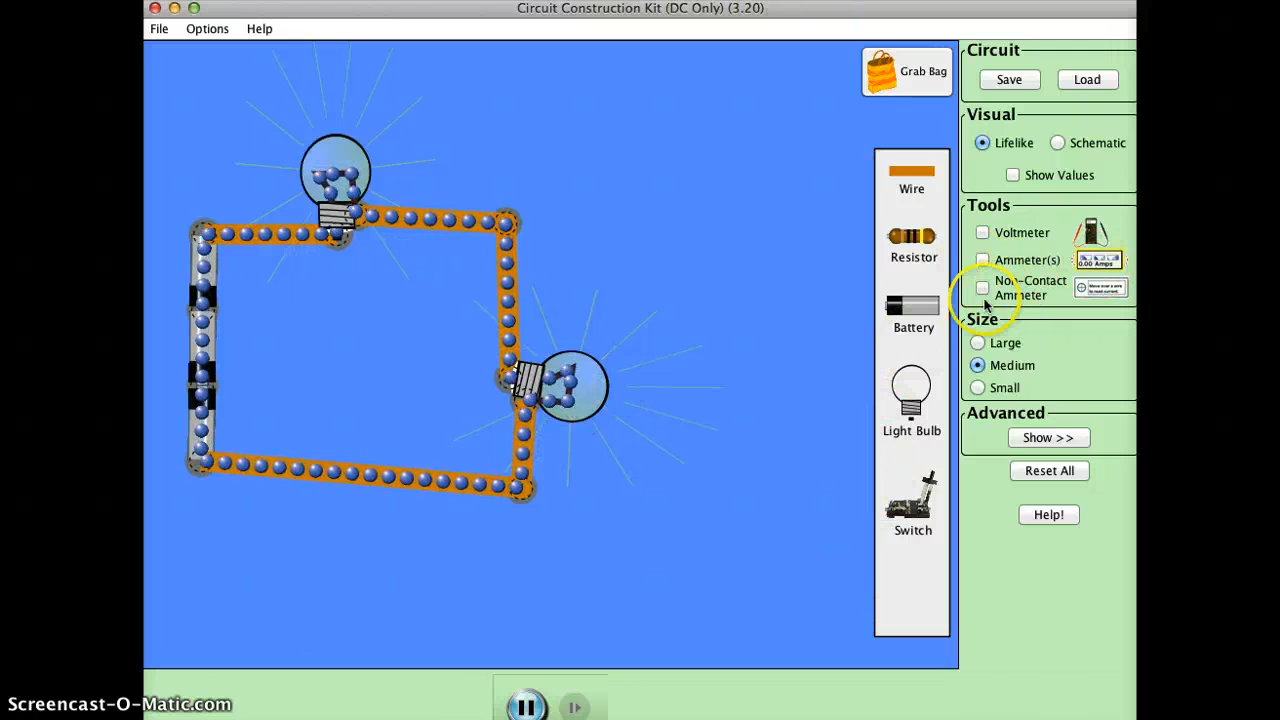 Circuit Construction Kit (DC Only) (3.20)
File Options Help
Grab Bag
Circuit
Save Load
Visual
Lifelike Schematic
Show Values
Tools
Voltmeter
Ammeter(s)
0.00 Amps
Non-Contact
Ammeter
Size
Large
Medium
Small
Advanced
Show >>
Reset All
Help!
Wire
Resistor
Battery
Light Bulb
Switch
Screencast-O-Matic.com